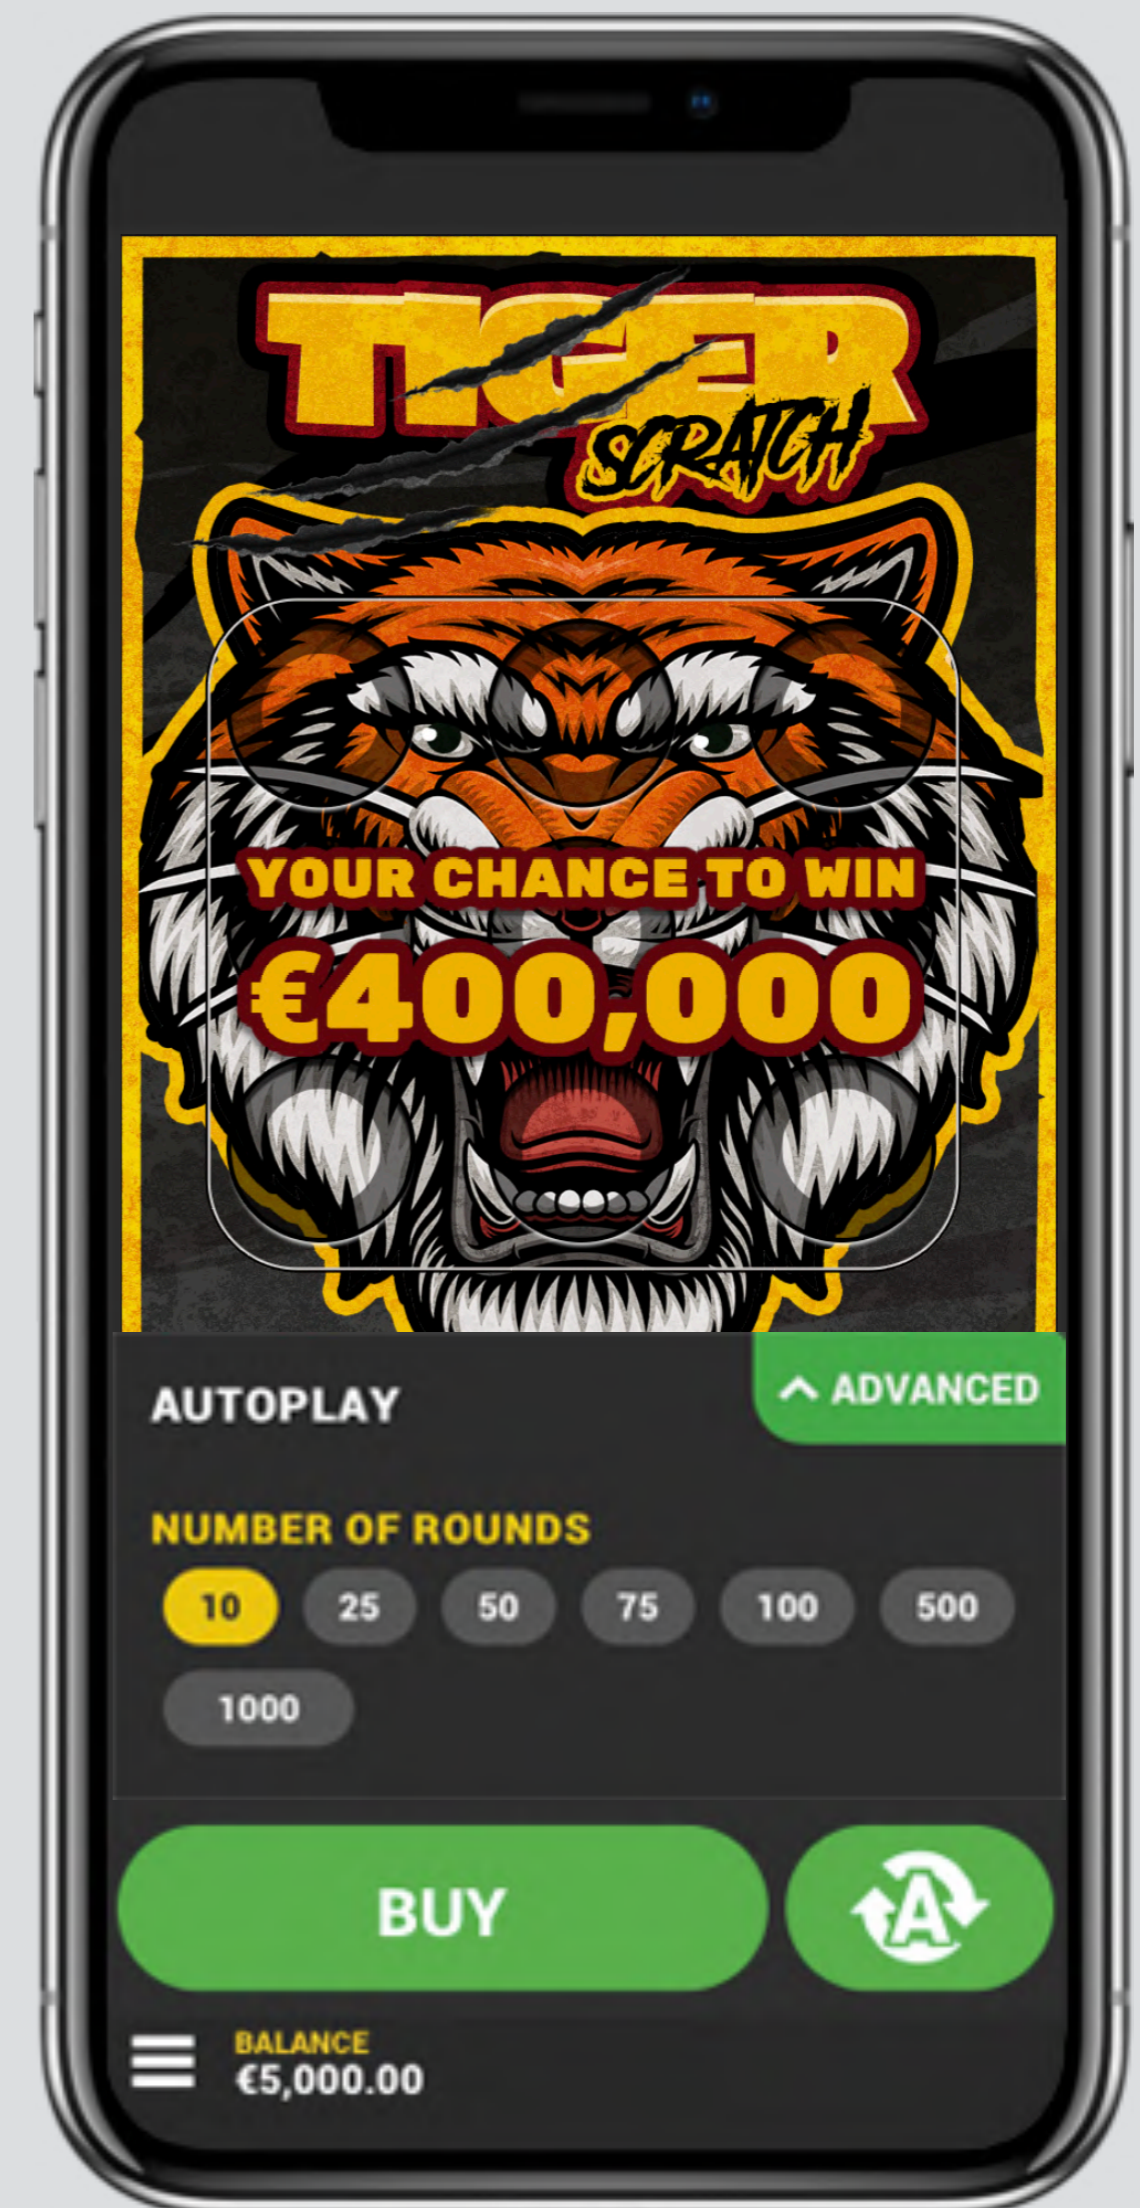 TIGER
SCRATCH
YOUR CHANCE TO WIN
€400,000
AUTOPLAY
ADVANCED
NUMBER OF ROUNDS
10 25 50 75 100 500
1000
BUY
A
BALANCE
€5,000.00